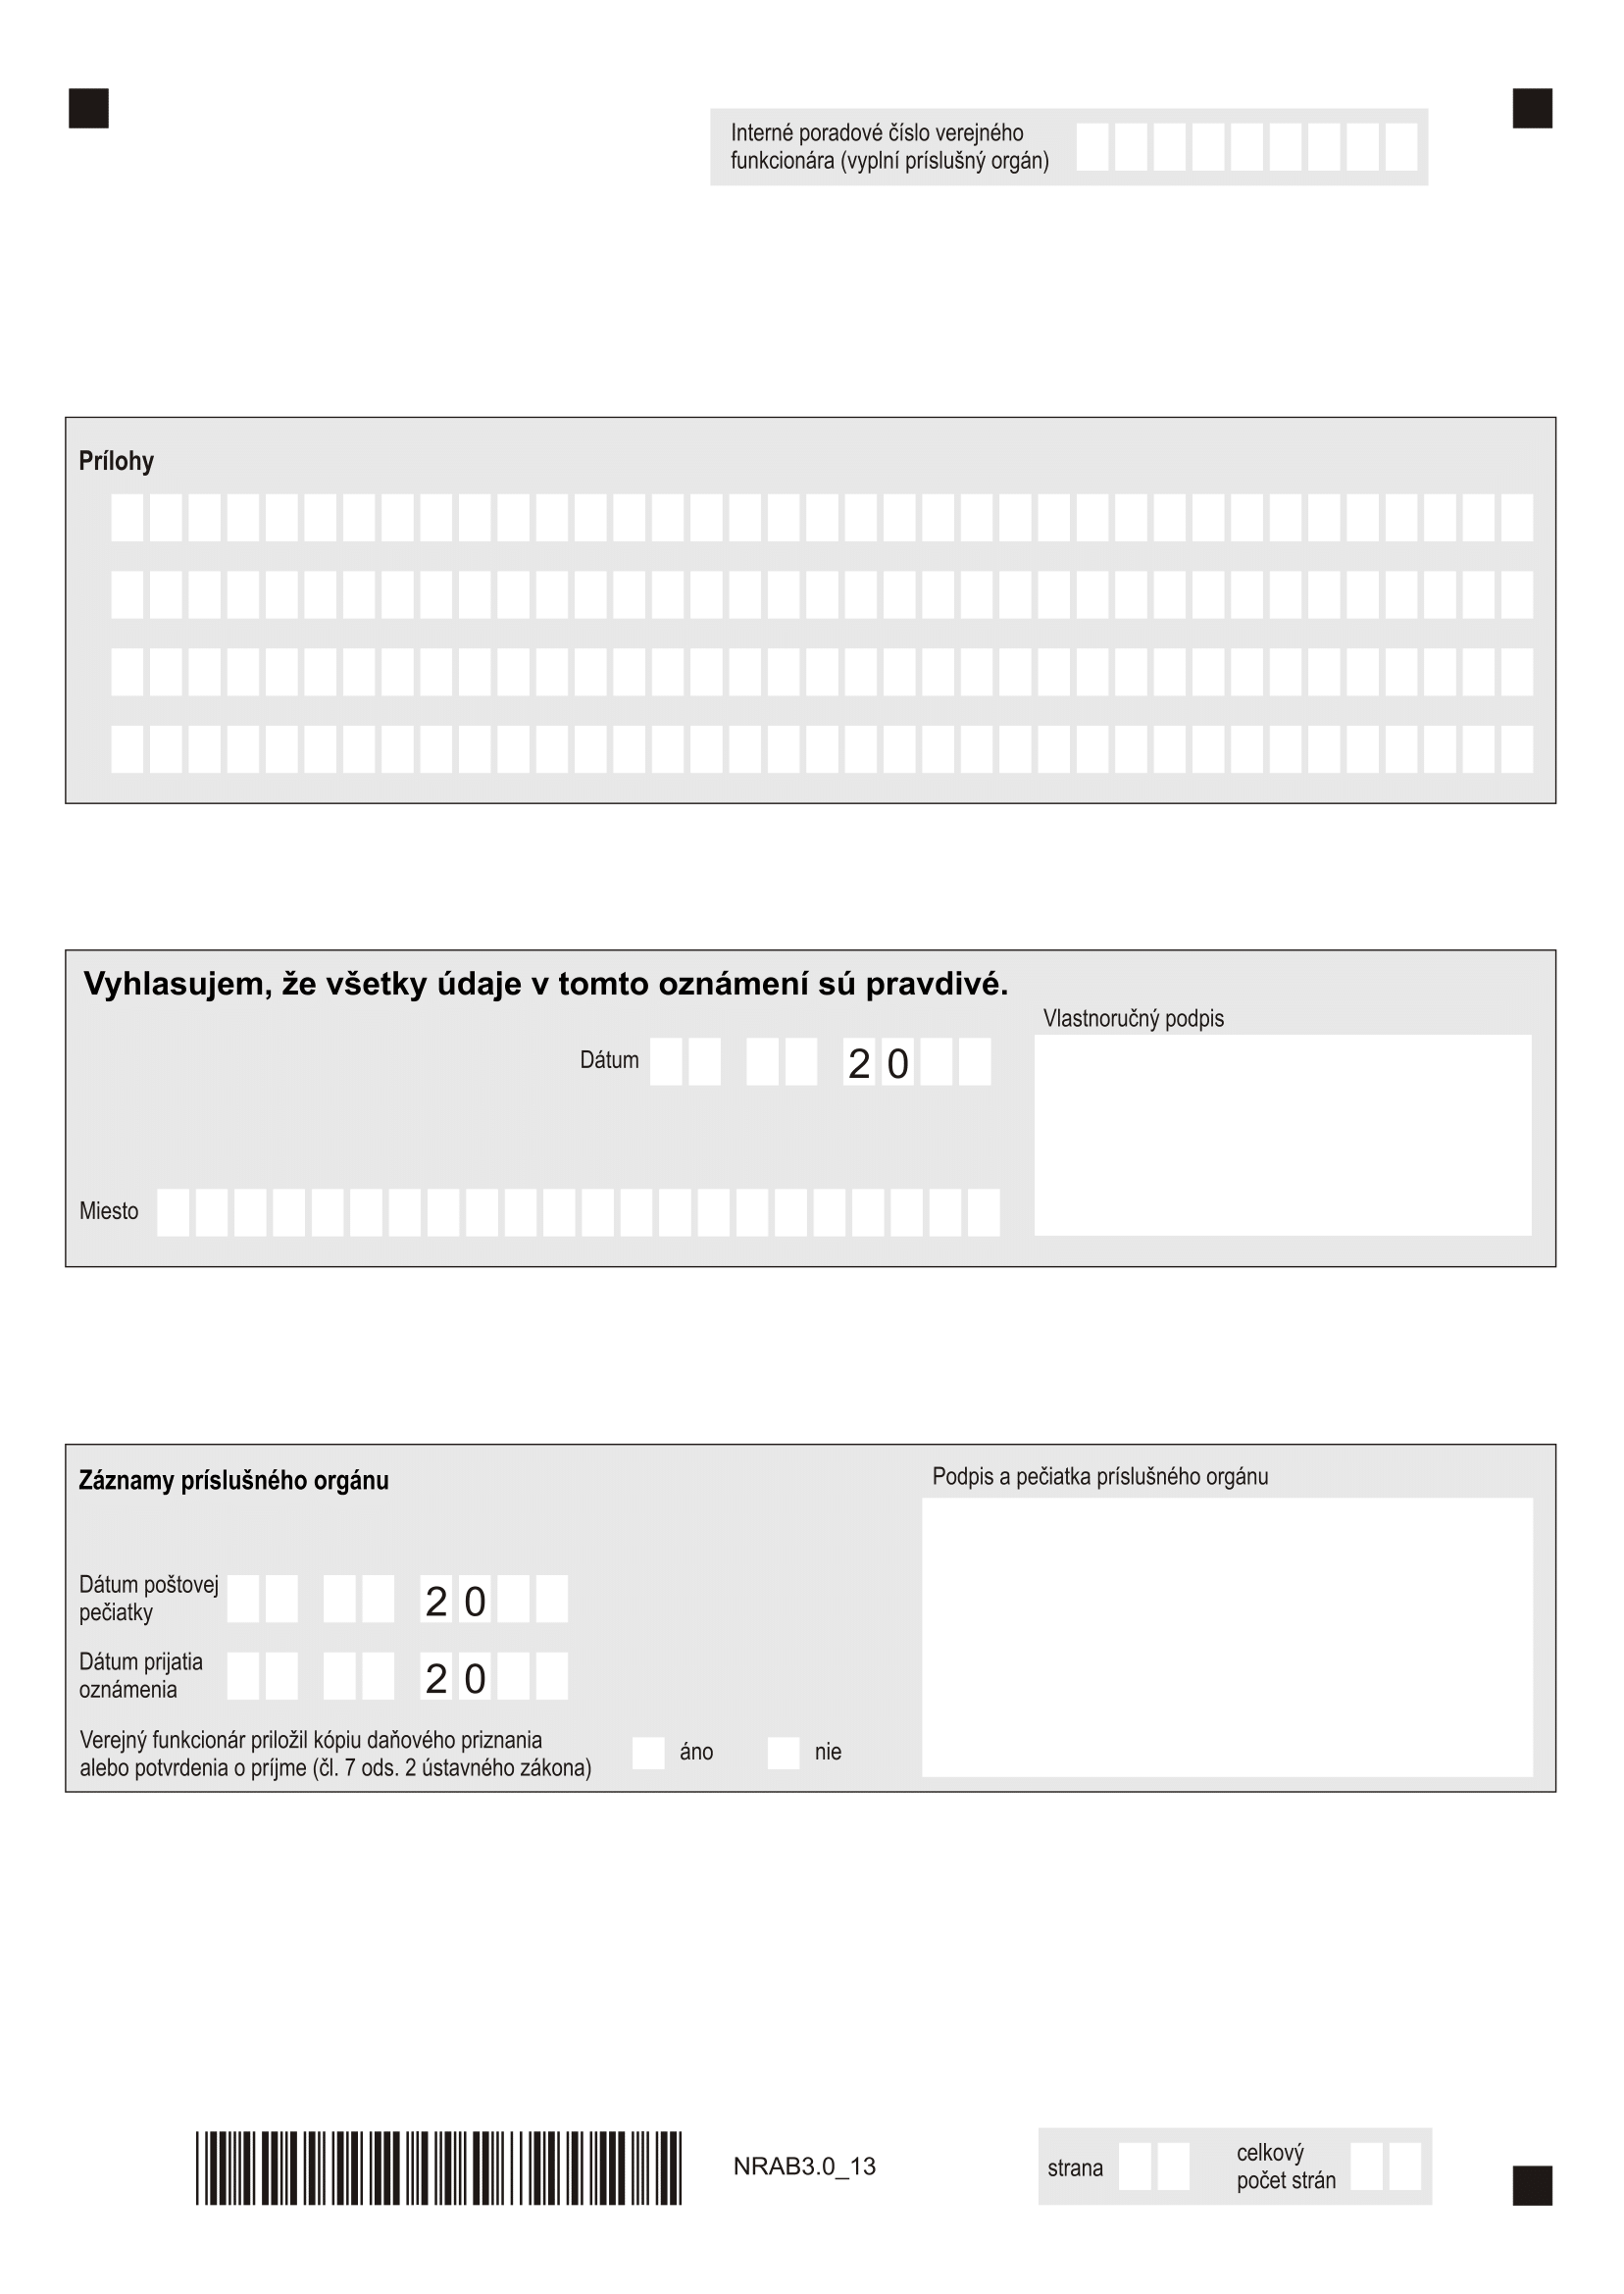 Interné poradové číslo verejného
funkcionára (vyplní príslušný orgán)
Prílohy
Vyhlasujem, že všetky údaje v tomto oznámení sú pravdivé.
Vlastnoručný podpis
Dátum 20
Miesto
Záznamy príslušného orgánu
Podpis a pečiatka príslušného orgánu
Dátum poštovej
pečiatky
20
Dátum prijatia
oznámenia
20
Verejný funkcionár priložil kópiu daňového priznania
alebo potvrdenia o príjme (čl. 7 ods. 2 ústavného zákona)
áno nie
NRAB3.0_13
strana
celkový
počet strán